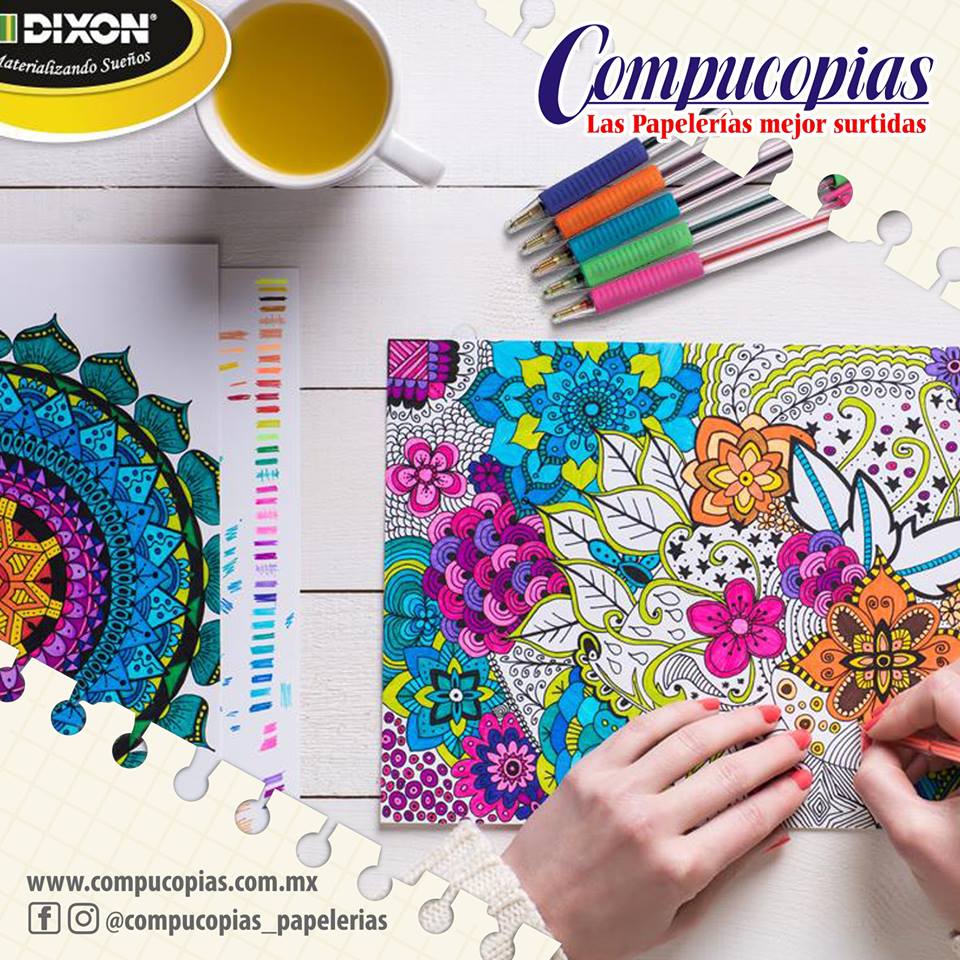 DIXON®
Materializando Sueños
Compucopias
Las Papelerías mejor surtidas
www.compucopias.com.mx
@compucopias_papelerias